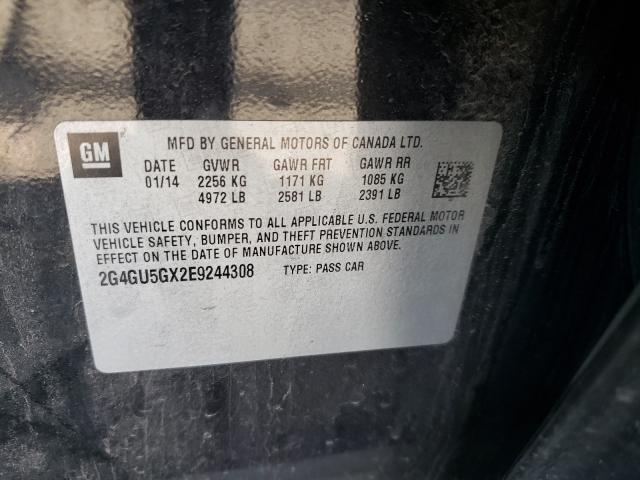 GM
MFD BY GENERAL MOTORS OF CANADA LTD.
DATE GVWR GAWR FRT GAWR RR
01/14 2256 KG 1171 KG 1085 KG
4972 LB 2581 LB 2391 LB
THIS VEHICLE CONFORMS TO ALL APPLICABLE U.S. FEDERAL MOTOR
VEHICLE SAFETY, BUMPER, AND THEFT PREVENTION STANDARDS IN
EFFECT ON THE DATE OF MANUFACTURE SHOWN ABOVE.
2G4GU5GX2E9244308 TYPE: PASS CAR